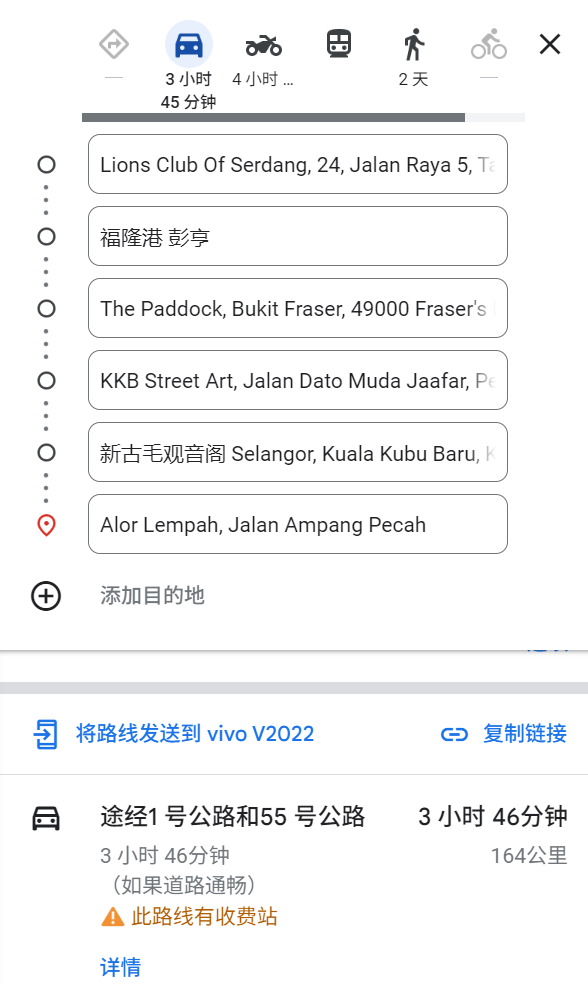 3 小时
45 分钟
4 小时 ...
2 天
Lions Club Of Serdang, 24, Jalan Raya 5, Ta
福隆港 彭亨
The Paddock, Bukit Fraser, 49000 Fraser's
KKB Street Art, Jalan Dato Muda Jaafar, Pe
新古毛观音阁 Selangor, Kuala Kubu Baru, K
Alor Lempah, Jalan Ampang Pecah
添加目的地
将路线发送到 vivo V2022
复制链接
途经1 号公路和55 号公路
3 小时 46分钟
3 小时 46分钟
164公里
（如果道路通畅）
此路线有收费站
详情